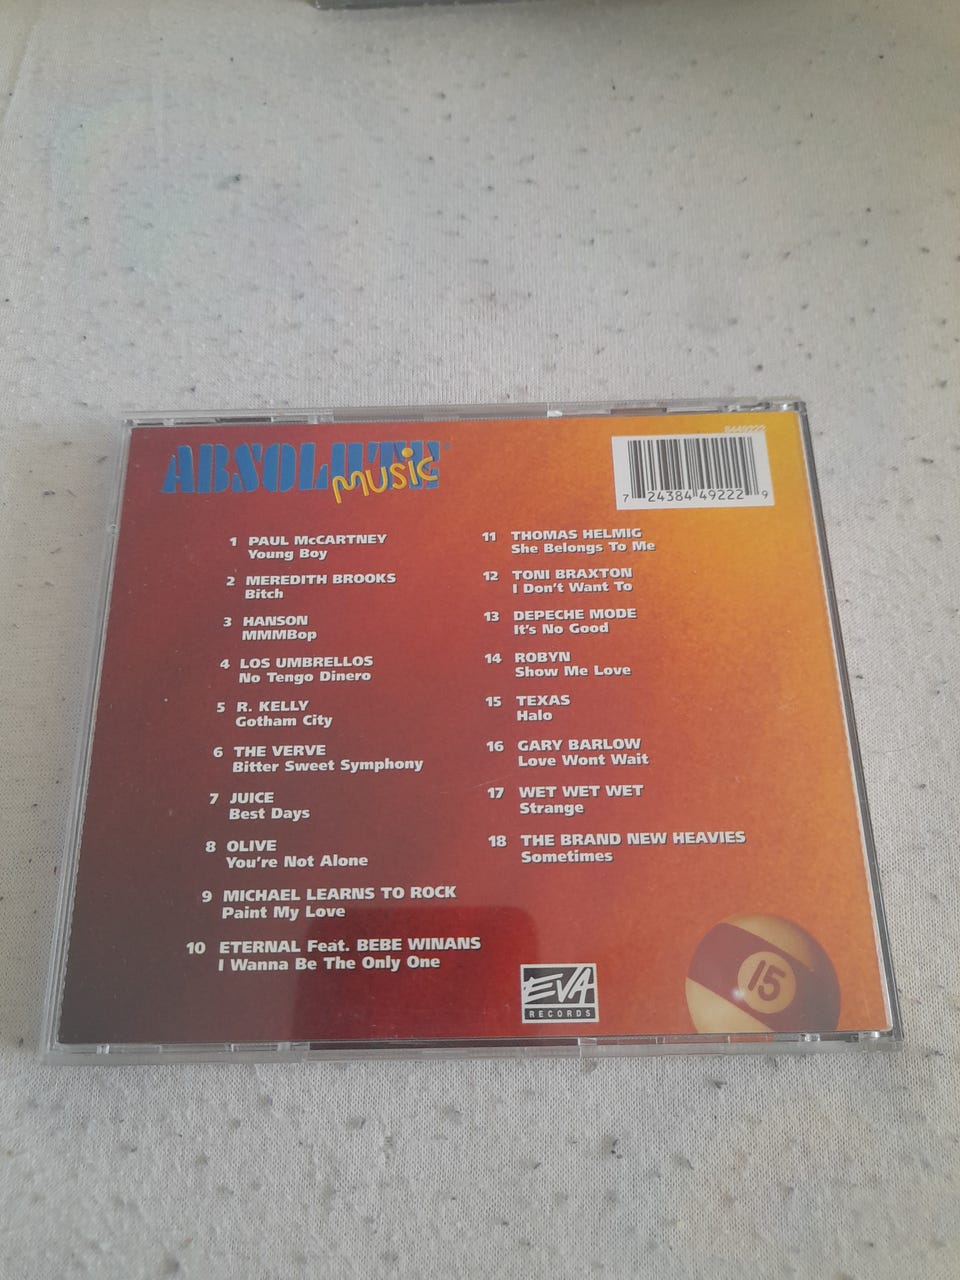 ABSOLUTE
MUSIC
8449222
7 24384 49222 9
1 PAUL McCARTNEY
Young Boy
2 MEREDITH BROOKS
Bitch
3 HANSON
MMMBop
4 LOS UMBRELLOS
No Tengo Dinero
5 R. KELLY
Gotham City
6 THE VERVE
Bitter Sweet Symphony
7 JUICE
Best Days
8 OLIVE
You're Not Alone
9 MICHAEL LEARNS TO ROCK
Paint My Love
10 ETERNAL Feat. BEBE WINANS
I Wanna Be The Only One
11 THOMAS HELMIG
She Belongs To Me
12 TONI BRAXTON
I Don't Want To
13 DEPECHE MODE
It's No Good
14 ROBYN
Show Me Love
15 TEXAS
Halo
16 GARY BARLOW
Love Wont Wait
17 WET WET WET
Strange
18 THE BRAND NEW HEAVIES
Sometimes
EVA
RECORDS
15